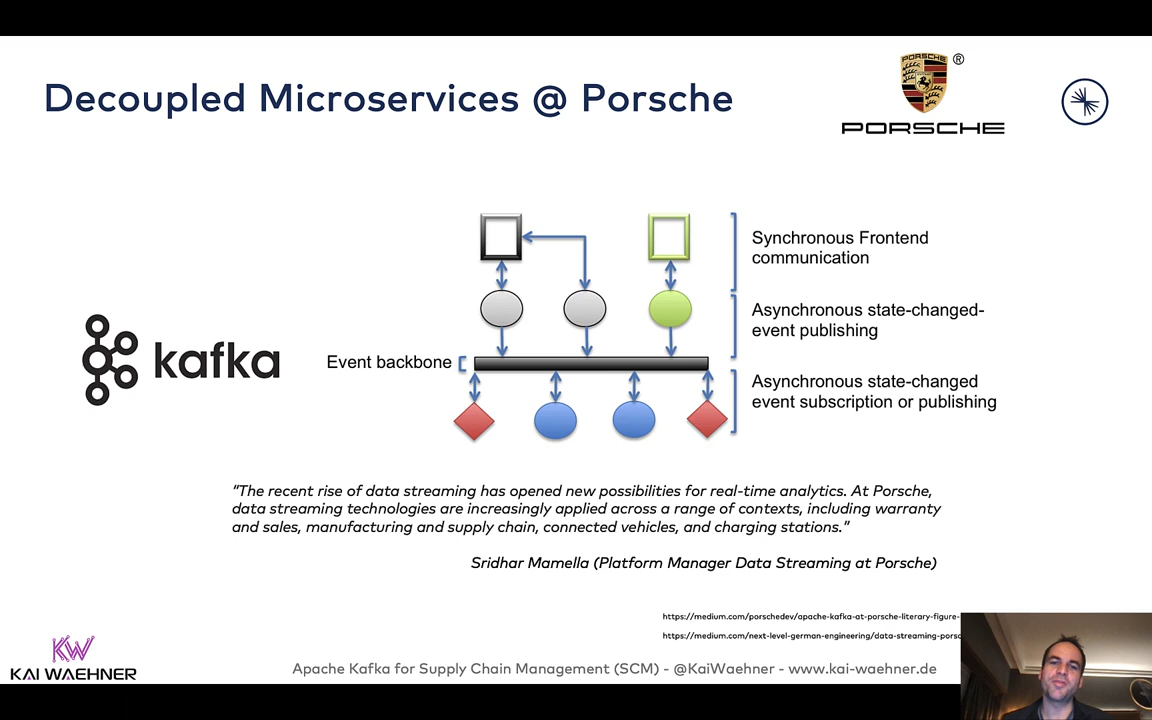 Decoupled Microservices @ Porsche
PORSCHE
®
PORSCHE
Synchronous Frontend
communication
Asynchronous state-changed-
event publishing
Event backbone
Asynchronous state-changed
event subscription or publishing
kafka
“The recent rise of data streaming has opened new possibilities for real-time analytics. At Porsche,
data streaming technologies are increasingly applied across a range of contexts, including warranty
and sales, manufacturing and supply chain, connected vehicles, and charging stations.”
Sridhar Mamella (Platform Manager Data Streaming at Porsche)
https://medium.com/porschedev/apache-kafka-at-porsche-literary-figure-
https://medium.com/next-level-german-engineering/data-streaming-porsc
KW
KAI WAEHNER
Apache Kafka for Supply Chain Management (SCM) - @KaiWaehner - www.kai-waehner.de